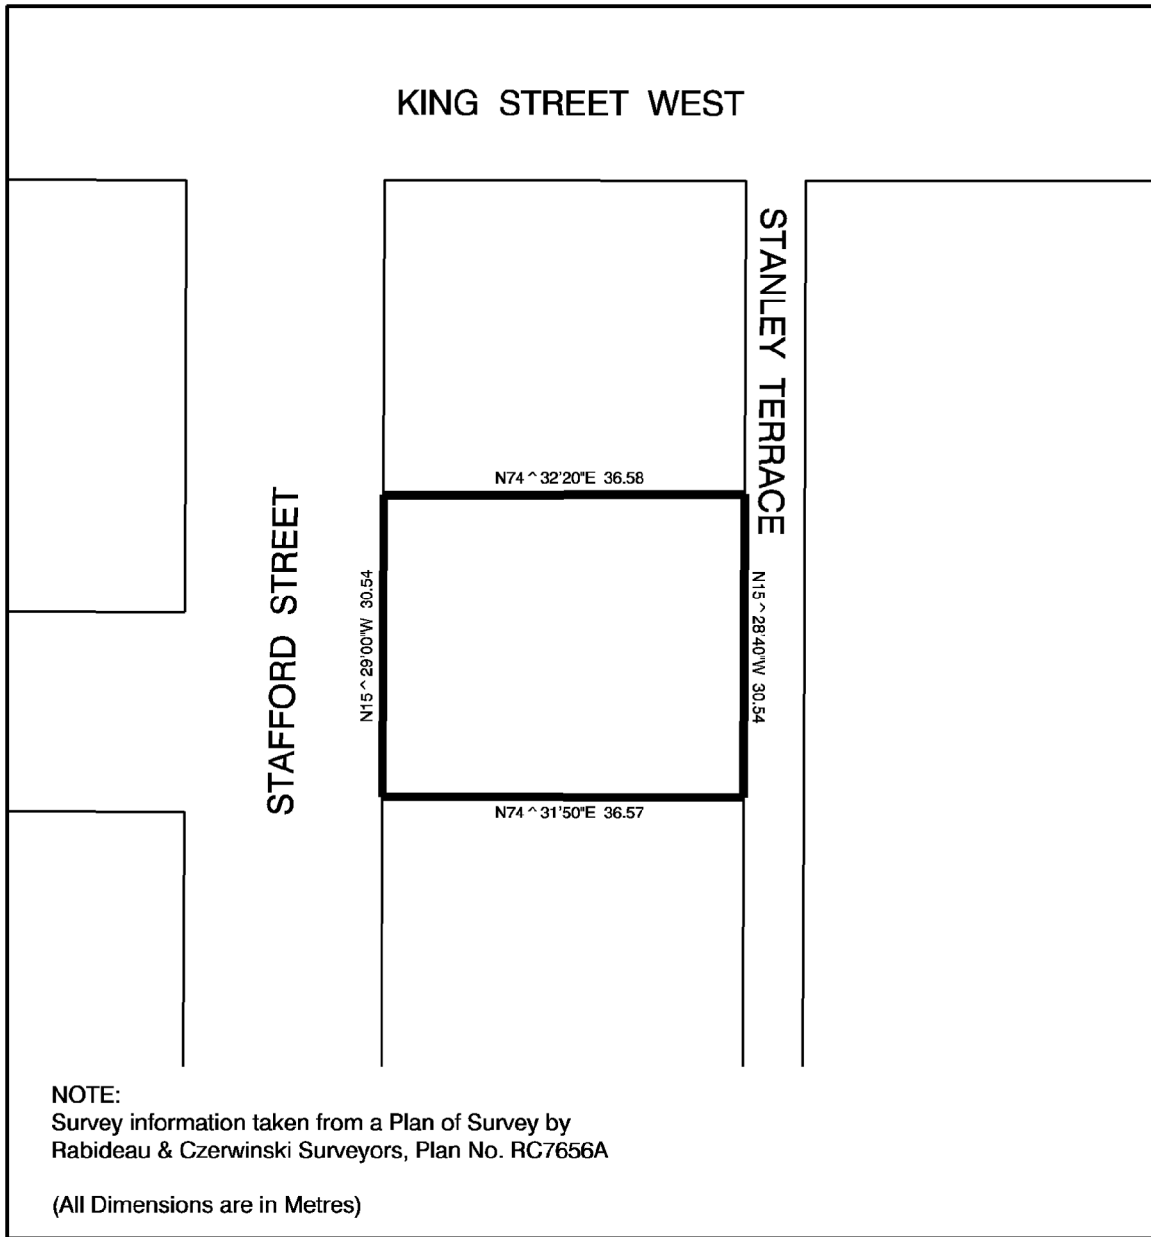 KING STREET WEST
STANLEY TERRACE
N74^32'20"E 36.58
STAFFORD STREET
N15^29'00"W 30.54
N15^28'40"W 30.54
N74^31'50"E 36.57
NOTE:
Survey information taken from a Plan of Survey by
Rabideau & Czerwinski Surveyors, Plan No. RC7656A
(All Dimensions are in Metres)